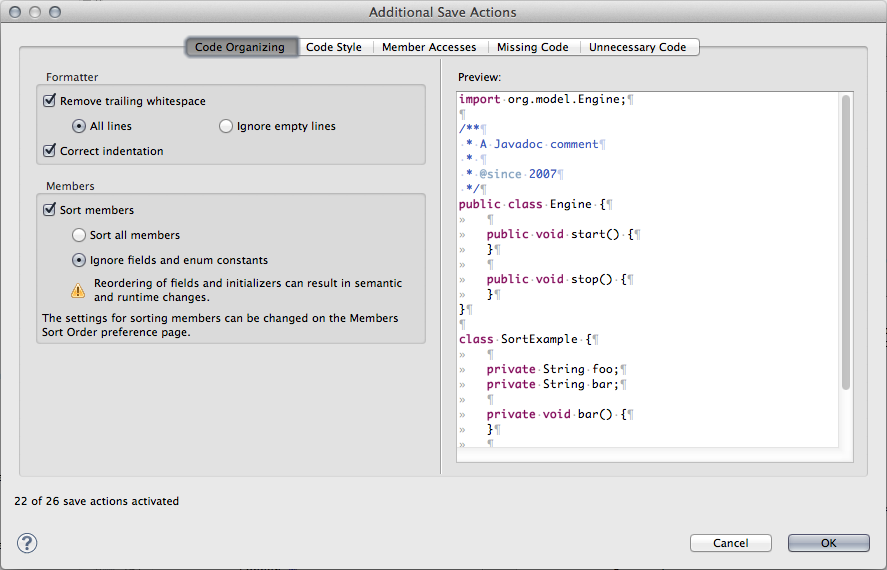 Additional Save Actions
Code Organizing
Code Style
Member Accesses
Missing Code
Unnecessary Code
Formatter
Remove trailing whitespace
All lines
Ignore empty lines
Correct indentation
Members
Sort members
Sort all members
Ignore fields and enum constants
Reordering of fields and initializers can result in semantic
and runtime changes.
The settings for sorting members can be changed on the Members
Sort Order preference page.
Preview:
import·org.model.Engine;¶
¶
/**¶
·*·A·Javadoc·comment¶
·*·¶
·*·@since·2007¶
·*/¶
public·class·Engine·{¶
»   ¶
»   public·void·start()·{¶
»   }¶
»   ¶
»   public·void·stop()·{¶
»   }¶
}¶
¶
class·SortExample·{¶
»   ¶
»   private·String·foo;¶
»   private·String·bar;¶
»   ¶
»   private·void·bar()·{¶
»   }¶
»   ¶
22 of 26 save actions activated
?
Cancel
OK